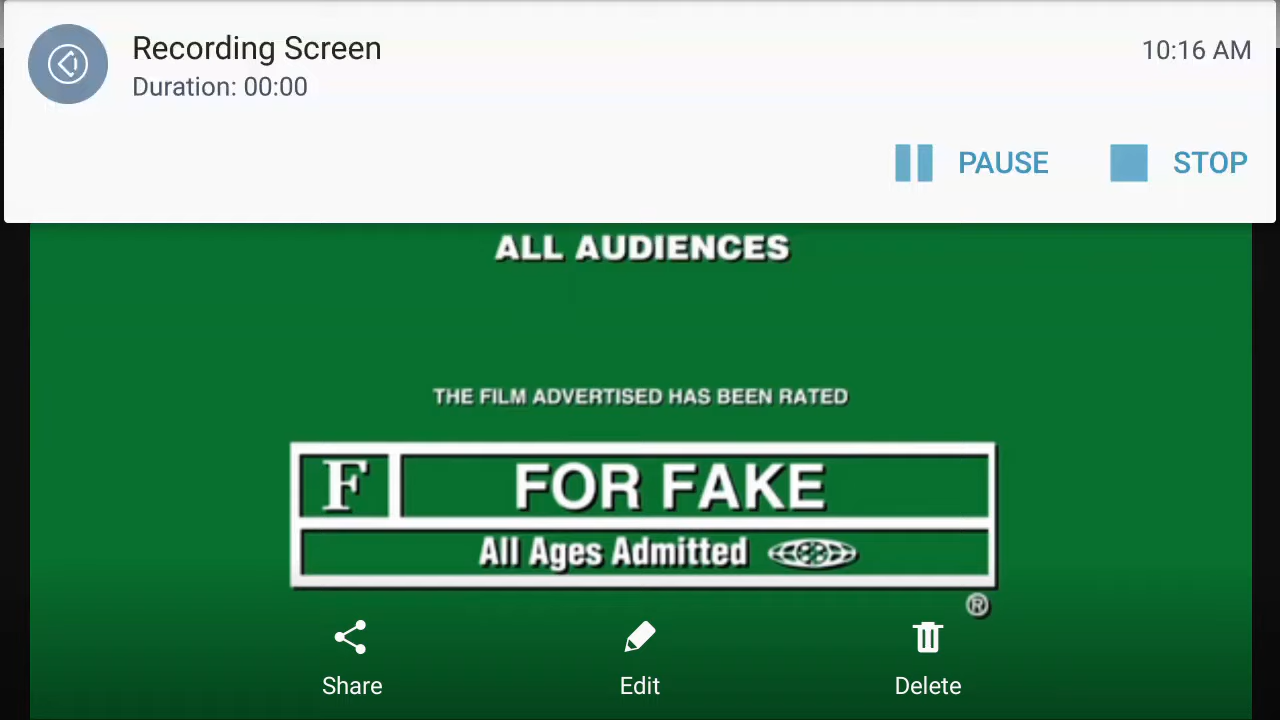 Recording Screen
10:16 AM
Duration: 00:00
PAUSE
STOP
ALL AUDIENCES
THE FILM ADVERTISED HAS BEEN RATED
F
FOR FAKE
All Ages Admitted
®
Share
Edit
Delete